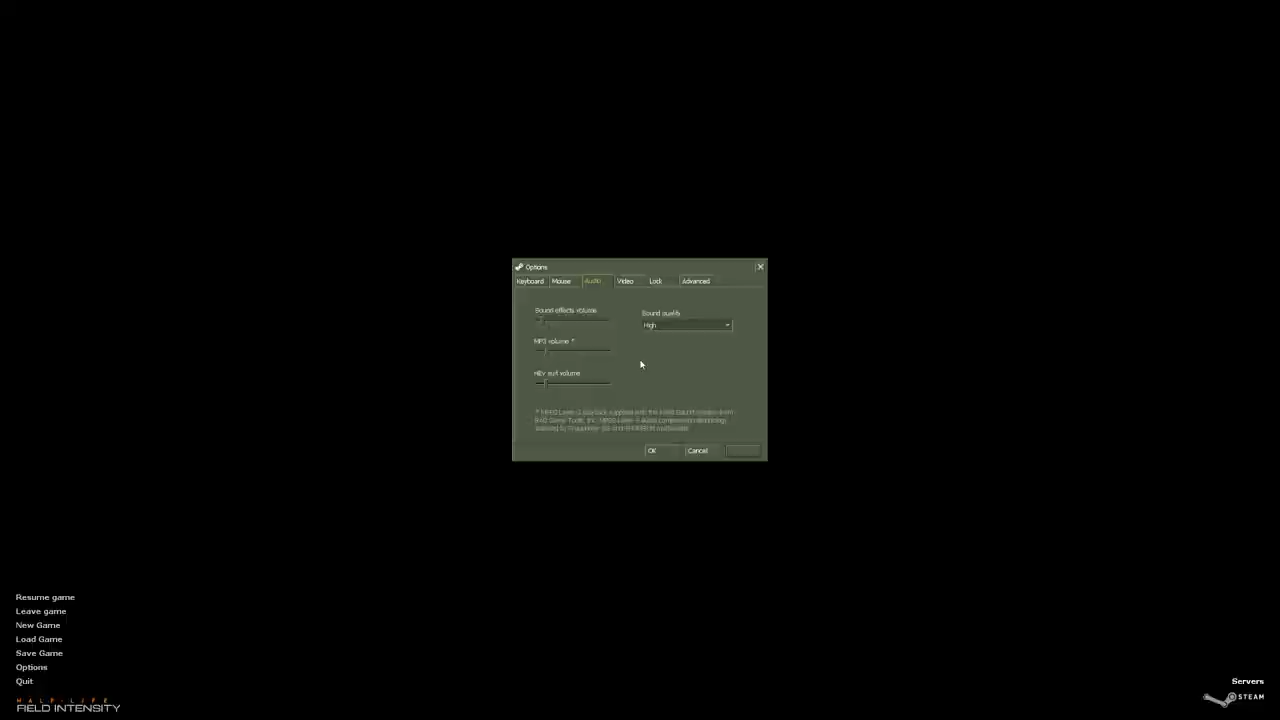 Options
Keyboard Mouse Audio Video Lock Advanced
Sound effects volume
Sound quality
High
MP3 volume *
HEV suit volume
OK Cancel
Resume game
Leave game
New Game
Load Game
Save Game
Options
Quit
Servers
HALF-LIFE
FIELD INTENSITY
STEAM